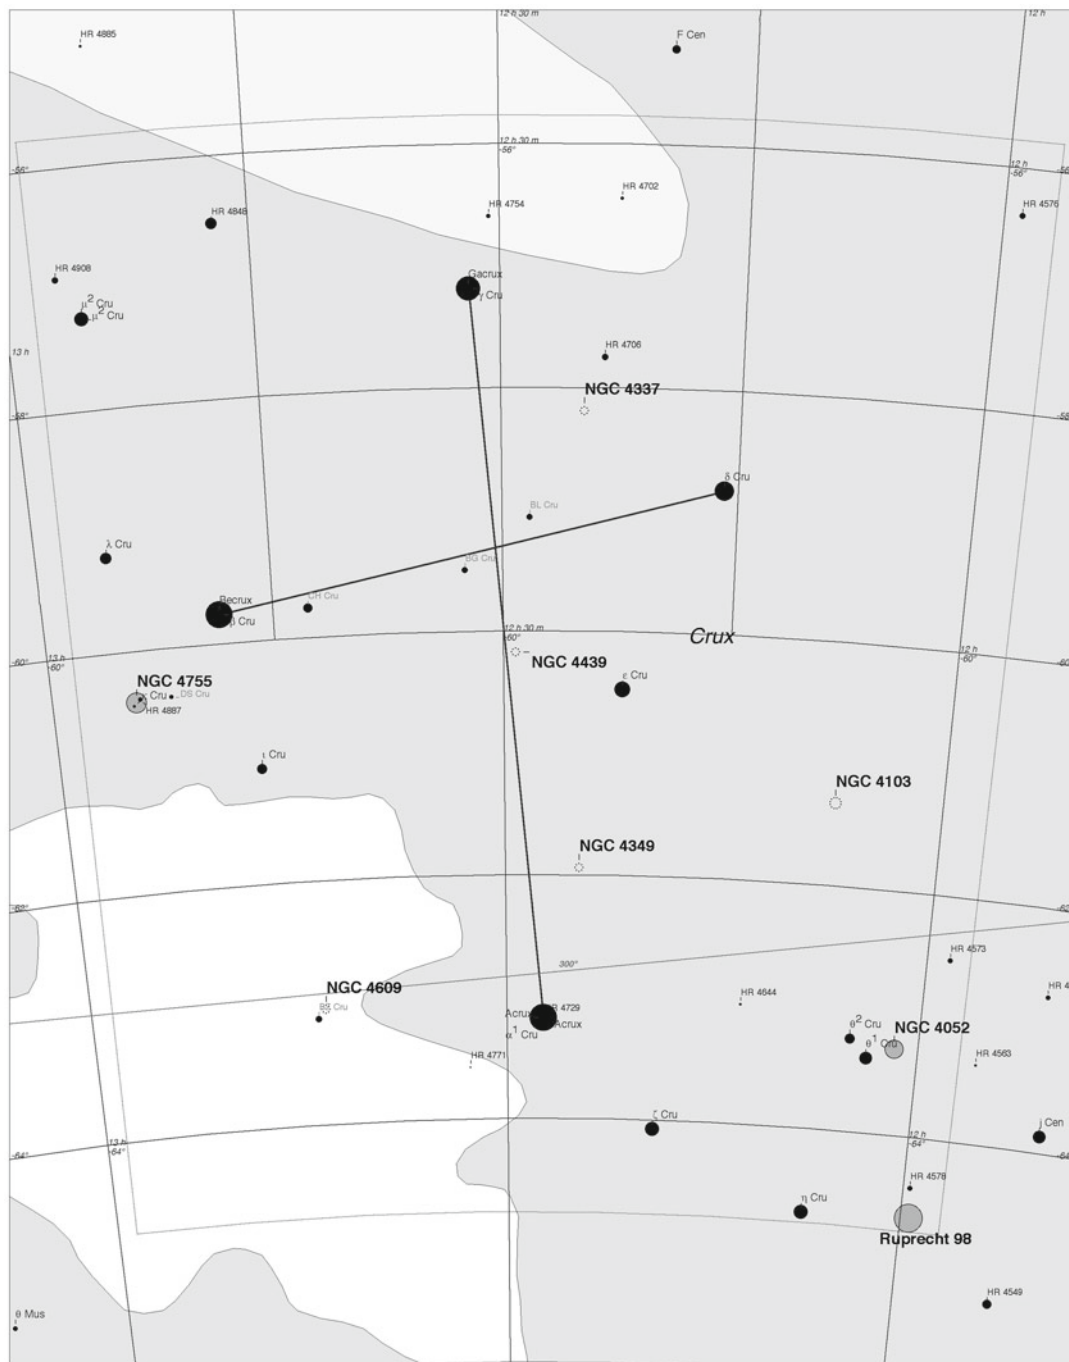 12 h 30 m
12 h
HR 4885
F Cen
12 h 30 m
-56°
-56°
12 h
-56°
-56°
HR 4702
HR 4848
HR 4754
HR 4576
HR 4908
Gacrux
γ Cru
μ² Cru
μ² Cru
13 h
HR 4706
NGC 4337
-58°
-58°
δ Cru
BL Cru
λ Cru
BG Cru
Becrux
β Cru
CH Cru
12 h 30 m
-60°
Crux
-60°
13 h
-60°
NGC 4439
12 h
-60°
-60°
NGC 4755
Cru
DS Cru
HR 4887
ε Cru
ι Cru
NGC 4103
NGC 4349
-62°
-62°
HR 4573
300°
NGC 4609
BZ Cru
HR 4644
Acrux
R 4729
Acrux
α¹ Cru
θ² Cru
NGC 4052
θ¹ Cru
HR 4771
HR 4563
ζ Cru
j Cen
-64°
13 h
-64°
12 h
-64°
HR 4578
η Cru
Ruprecht 98
HR 4549
θ Mus